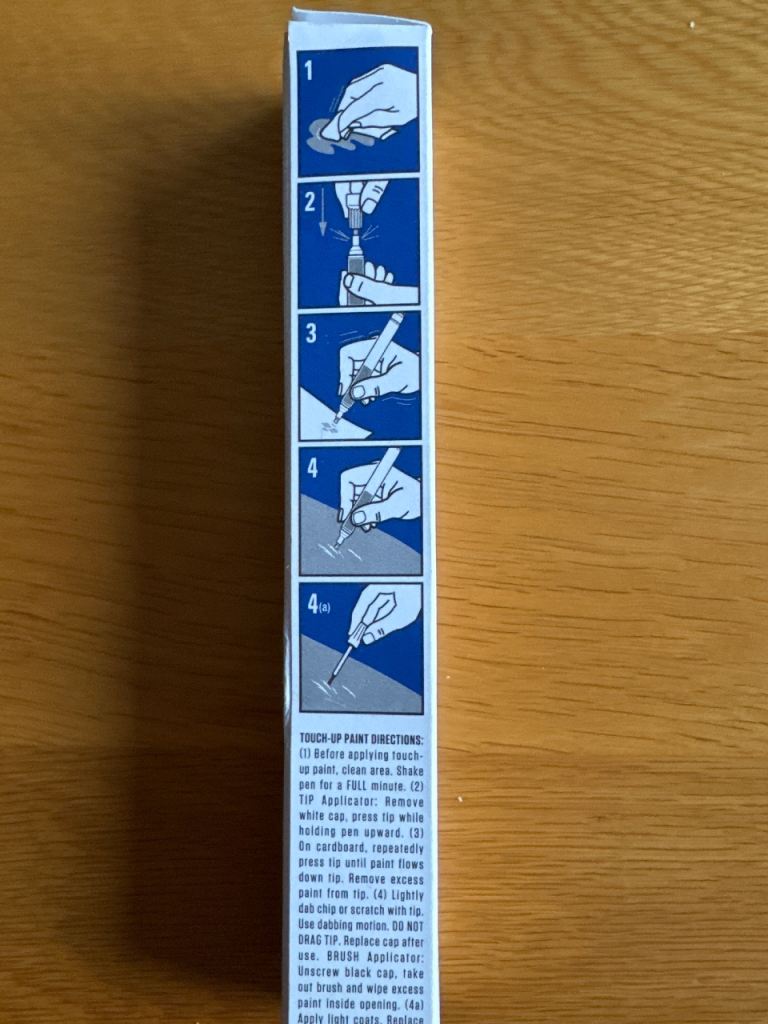 1
2
3
4
4(a)
TOUCH-UP PAINT DIRECTIONS:
(1) Before applying touch-
up paint, clean area. Shake
pen for a FULL minute. (2)
TIP Applicator: Remove
white cap, press tip while
holding pen upward. (3)
On cardboard, repeatedly
press tip until paint flows
down tip. Remove excess
paint from tip. (4) Lightly
dab chip or scratch with tip.
Use dabbing motion. DO NOT
DRAG TIP. Replace cap after
use. BRUSH Applicator:
Unscrew black cap, take
out brush and wipe excess
paint inside opening. (4a)
Apply light coats. Replace